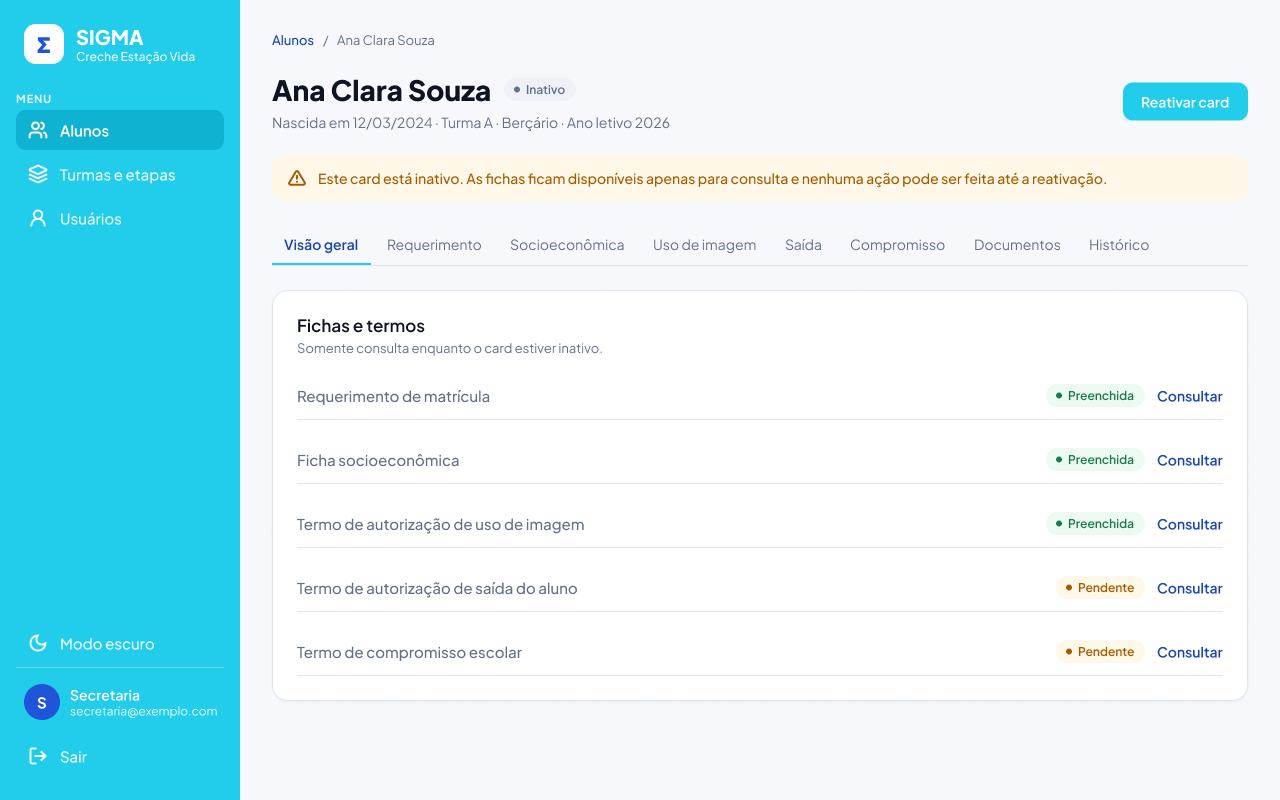 Σ
SIGMA
Creche Estação Vida
MENU
Alunos
Turmas e etapas
Usuários
Modo escuro
S
Secretaria
secretaria@exemplo.com
Sair
Alunos / Ana Clara Souza
Ana Clara Souza
Inativo
Nascida em 12/03/2024 · Turma A · Berçário · Ano letivo 2026
Reativar card
Este card está inativo. As fichas ficam disponíveis apenas para consulta e nenhuma ação pode ser feita até a reativação.
Visão geral Requerimento Socioeconômica Uso de imagem Saída Compromisso Documentos Histórico
Fichas e termos
Somente consulta enquanto o card estiver inativo.
Requerimento de matrícula Preenchida Consultar
Ficha socioeconômica Preenchida Consultar
Termo de autorização de uso de imagem Preenchida Consultar
Termo de autorização de saída do aluno Pendente Consultar
Termo de compromisso escolar Pendente Consultar